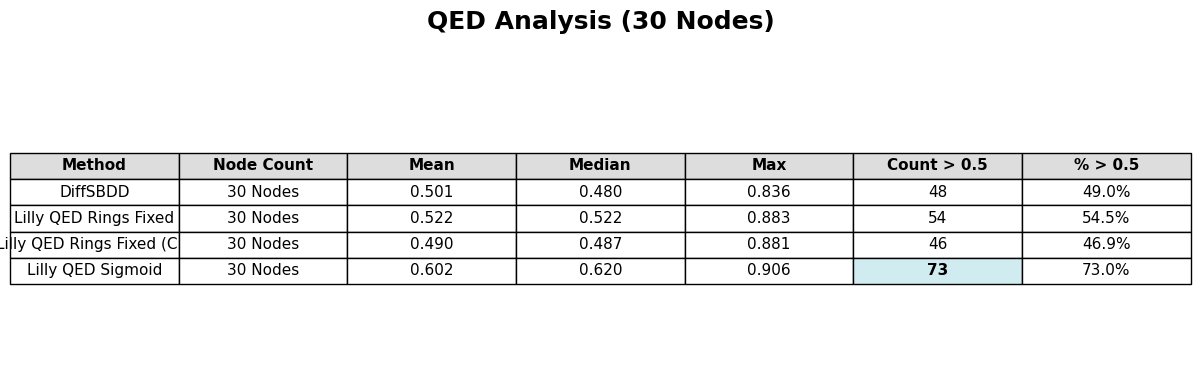 QED Analysis (30 Nodes)
Method Node Count Mean Median Max Count > 0.5 % > 0.5
DiffSBDD 30 Nodes 0.501 0.480 0.836 48 49.0%
Lilly QED Rings Fixed 30 Nodes 0.522 0.522 0.883 54 54.5%
Lilly QED Rings Fixed (C 30 Nodes 0.490 0.487 0.881 46 46.9%
Lilly QED Sigmoid 30 Nodes 0.602 0.620 0.906 73 73.0%